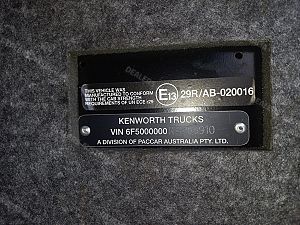 THIS VEHICLE WAS
MANUFACTURED TO CONFORM
WITH THE CAB STRENGTH
REQUIREMENTS OF UN ECE r29
E13 29R/AB-020016
KENWORTH TRUCKS
VIN
A DIVISION OF PACCAR AUSTRALIA PTY. LTD.